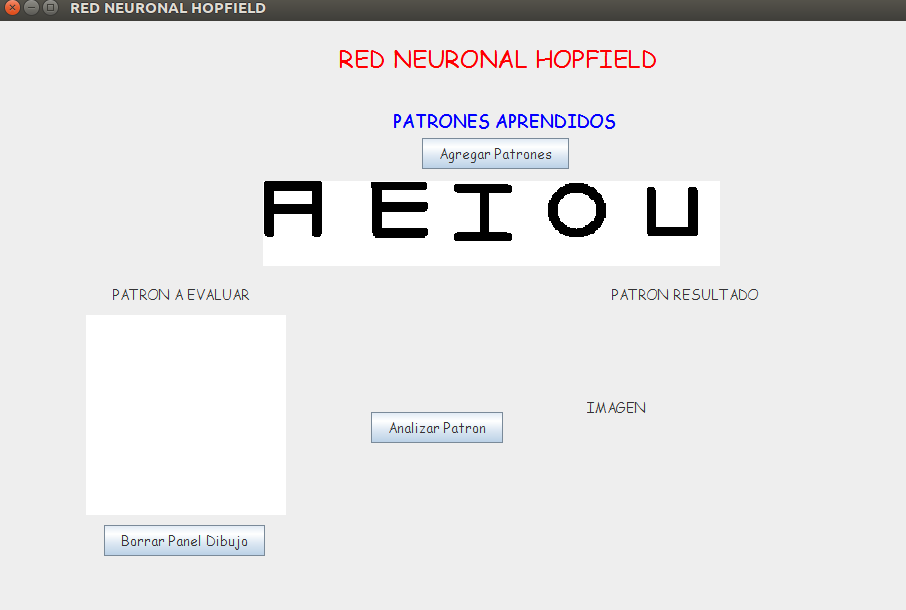 RED NEURONAL HOPFIELD
RED NEURONAL HOPFIELD
PATRONES APRENDIDOS
Agregar Patrones
A E I O U
PATRON A EVALUAR
PATRON RESULTADO
IMAGEN
Analizar Patron
Borrar Panel Dibujo